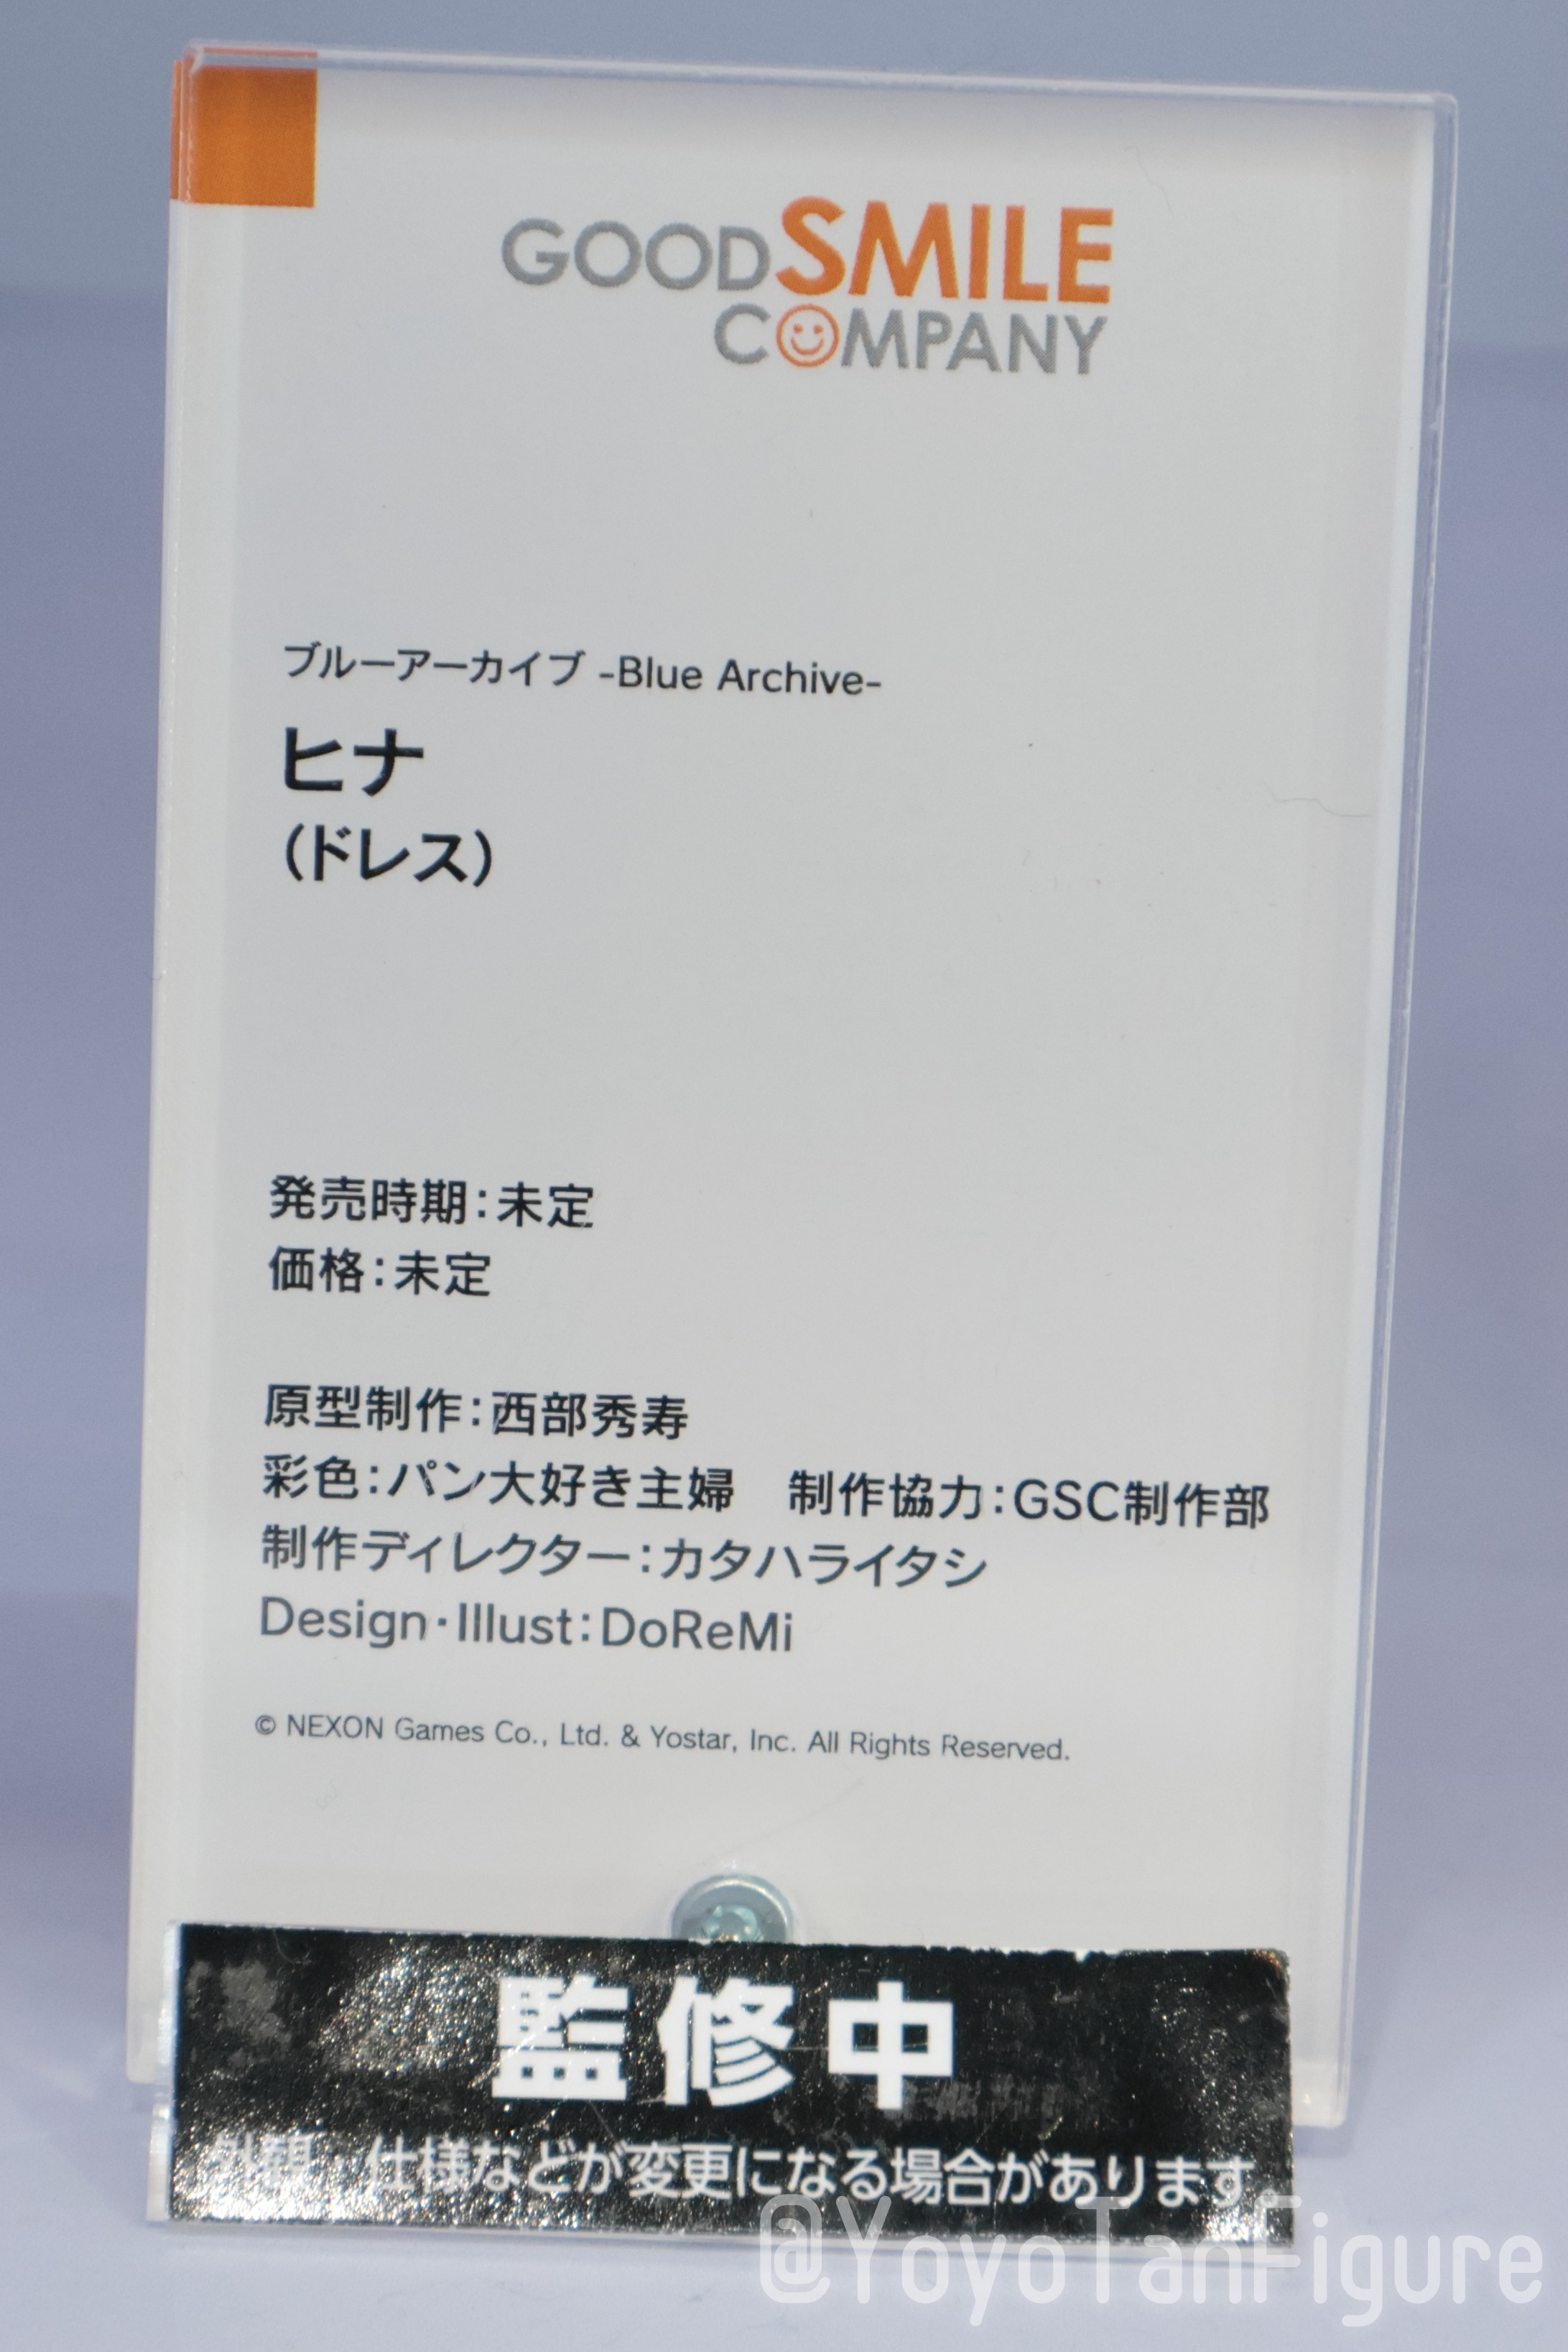 GOODSMILE
COMPANY
ブルーアーカイブ -Blue Archive-
ヒナ
（ドレス）
発売時期：未定
価格：未定
原型制作：西部秀寿
彩色：パン大好き主婦　制作協力：GSC制作部
制作ディレクター：カタハライタシ
Design・Illust：DoReMi
© NEXON Games Co., Ltd. & Yostar, Inc. All Rights Reserved.
監修中
外観、仕様などが変更になる場合があります
@YoyoTanFigure